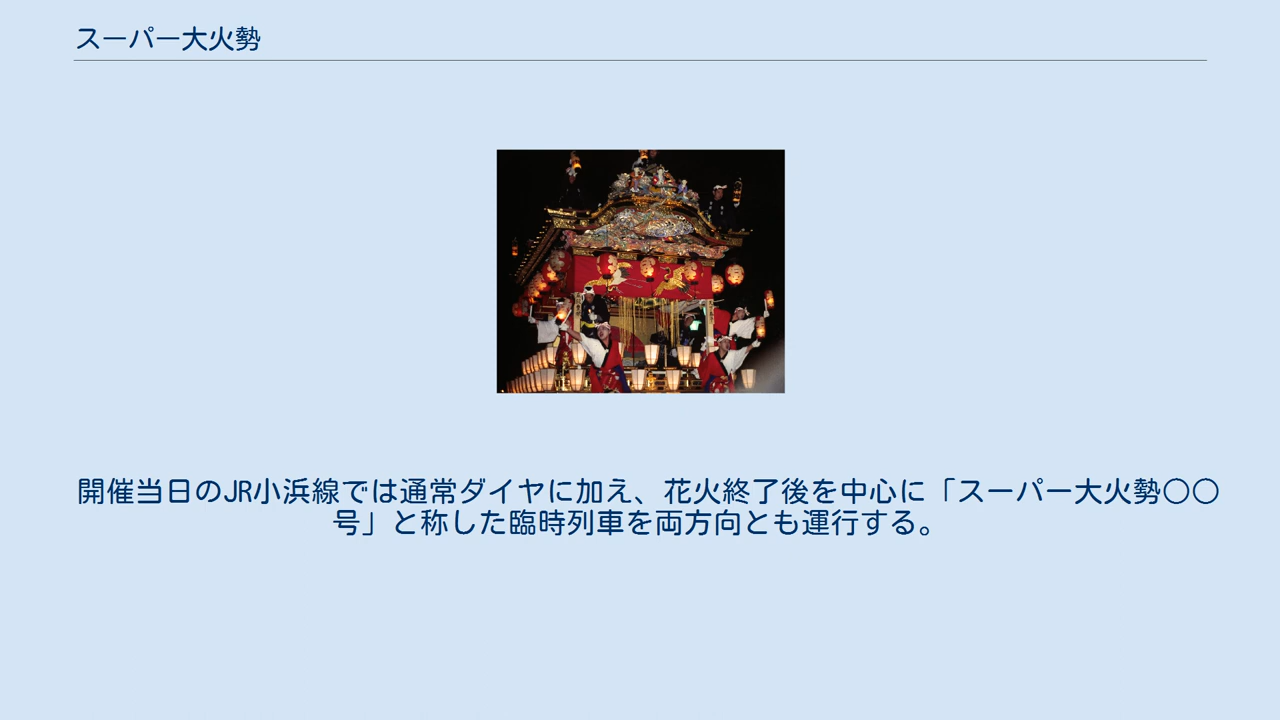 スーパー大火勢
開催当日のJR小浜線では通常ダイヤに加え、花火終了後を中心に「スーパー大火勢〇〇
号」と称した臨時列車を両方向とも運行する。